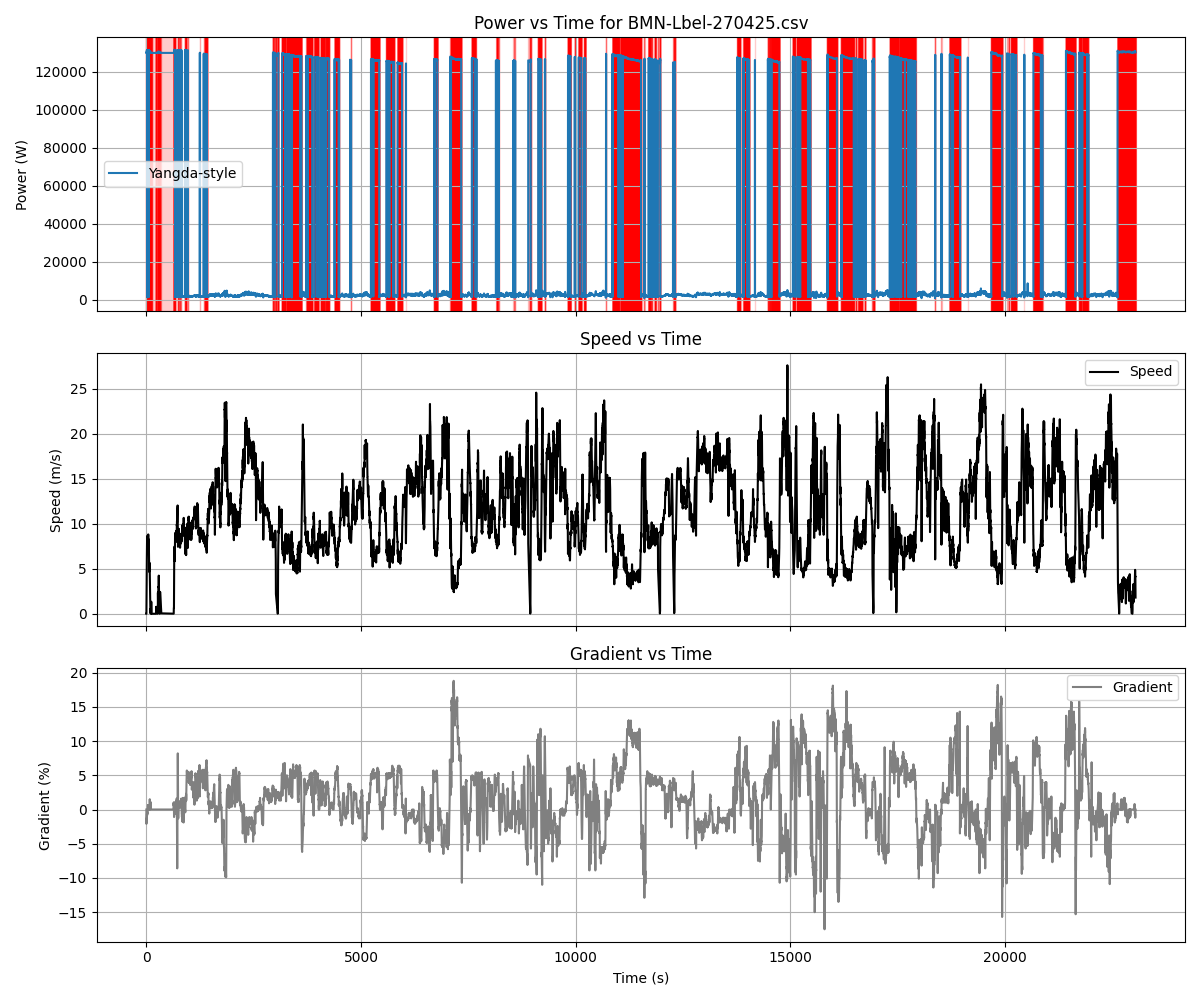 Power vs Time for BMN-Lbel-270425.csv
120000
100000
80000
60000
40000
20000
0
Power (W)
Yangda-style
Speed vs Time
25
20
15
10
5
0
Speed (m/s)
Speed
Gradient vs Time
20
15
10
5
0
−5
−10
−15
Gradient (%)
Gradient
0
5000
10000
15000
20000
Time (s)